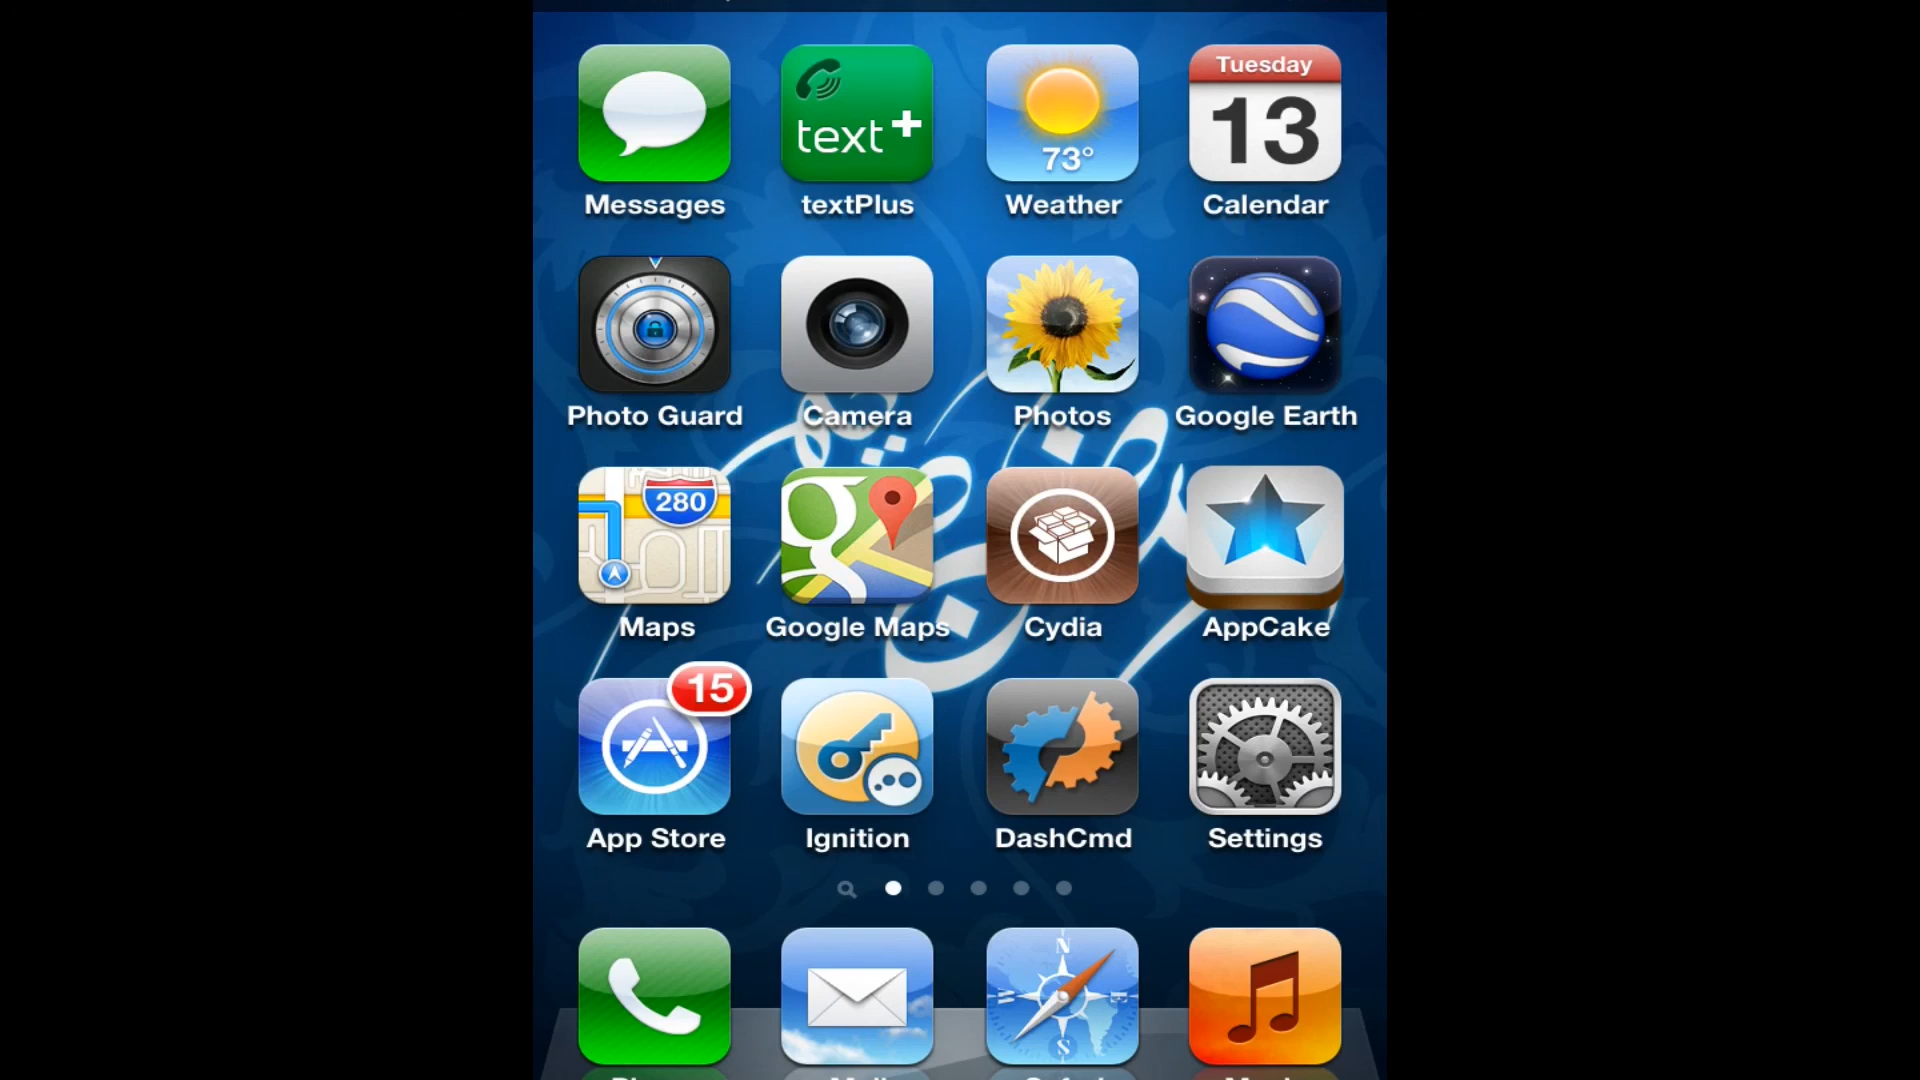 Tuesday
text+
73°
13
Messages
textPlus
Weather
Calendar
Photo Guard
Camera
Photos
Google Earth
280
g
Maps
Google Maps
Cydia
AppCake
15
App Store
Ignition
DashCmd
Settings
N
W
E
S